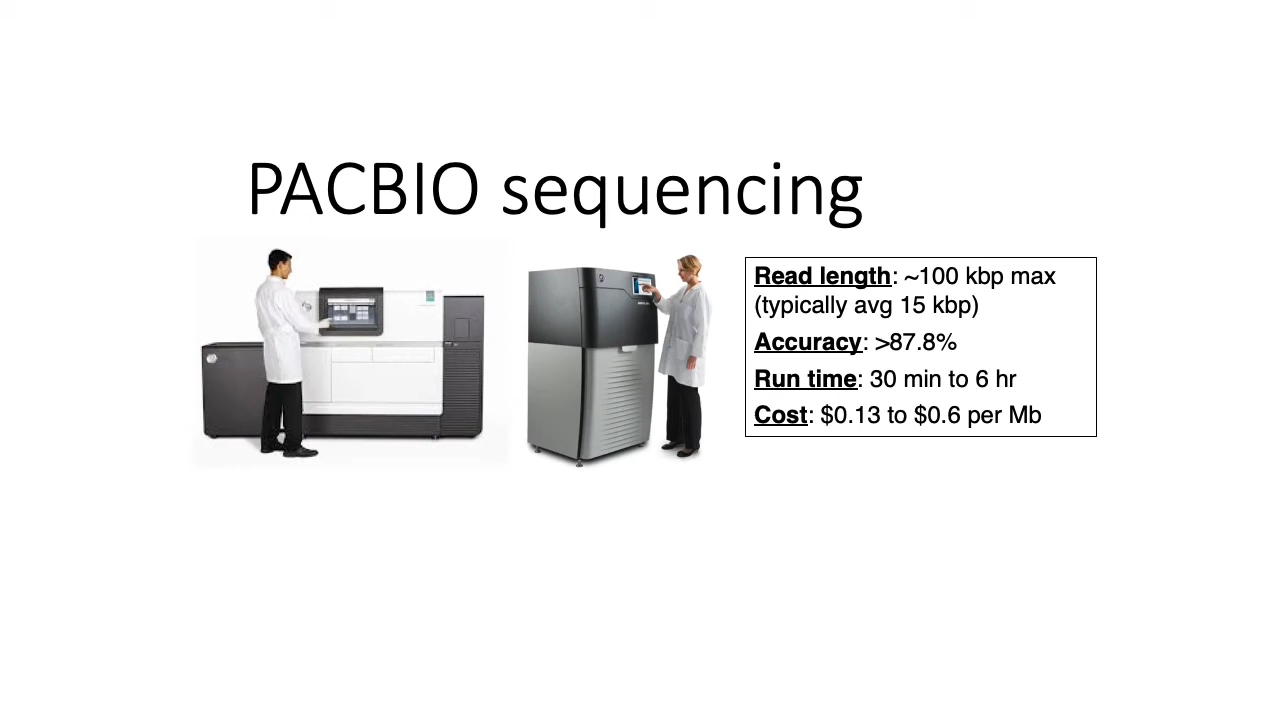 PACBIO sequencing
Read length: ~100 kbp max
(typically avg 15 kbp)
Accuracy: >87.8%
Run time: 30 min to 6 hr
Cost: $0.13 to $0.6 per Mb